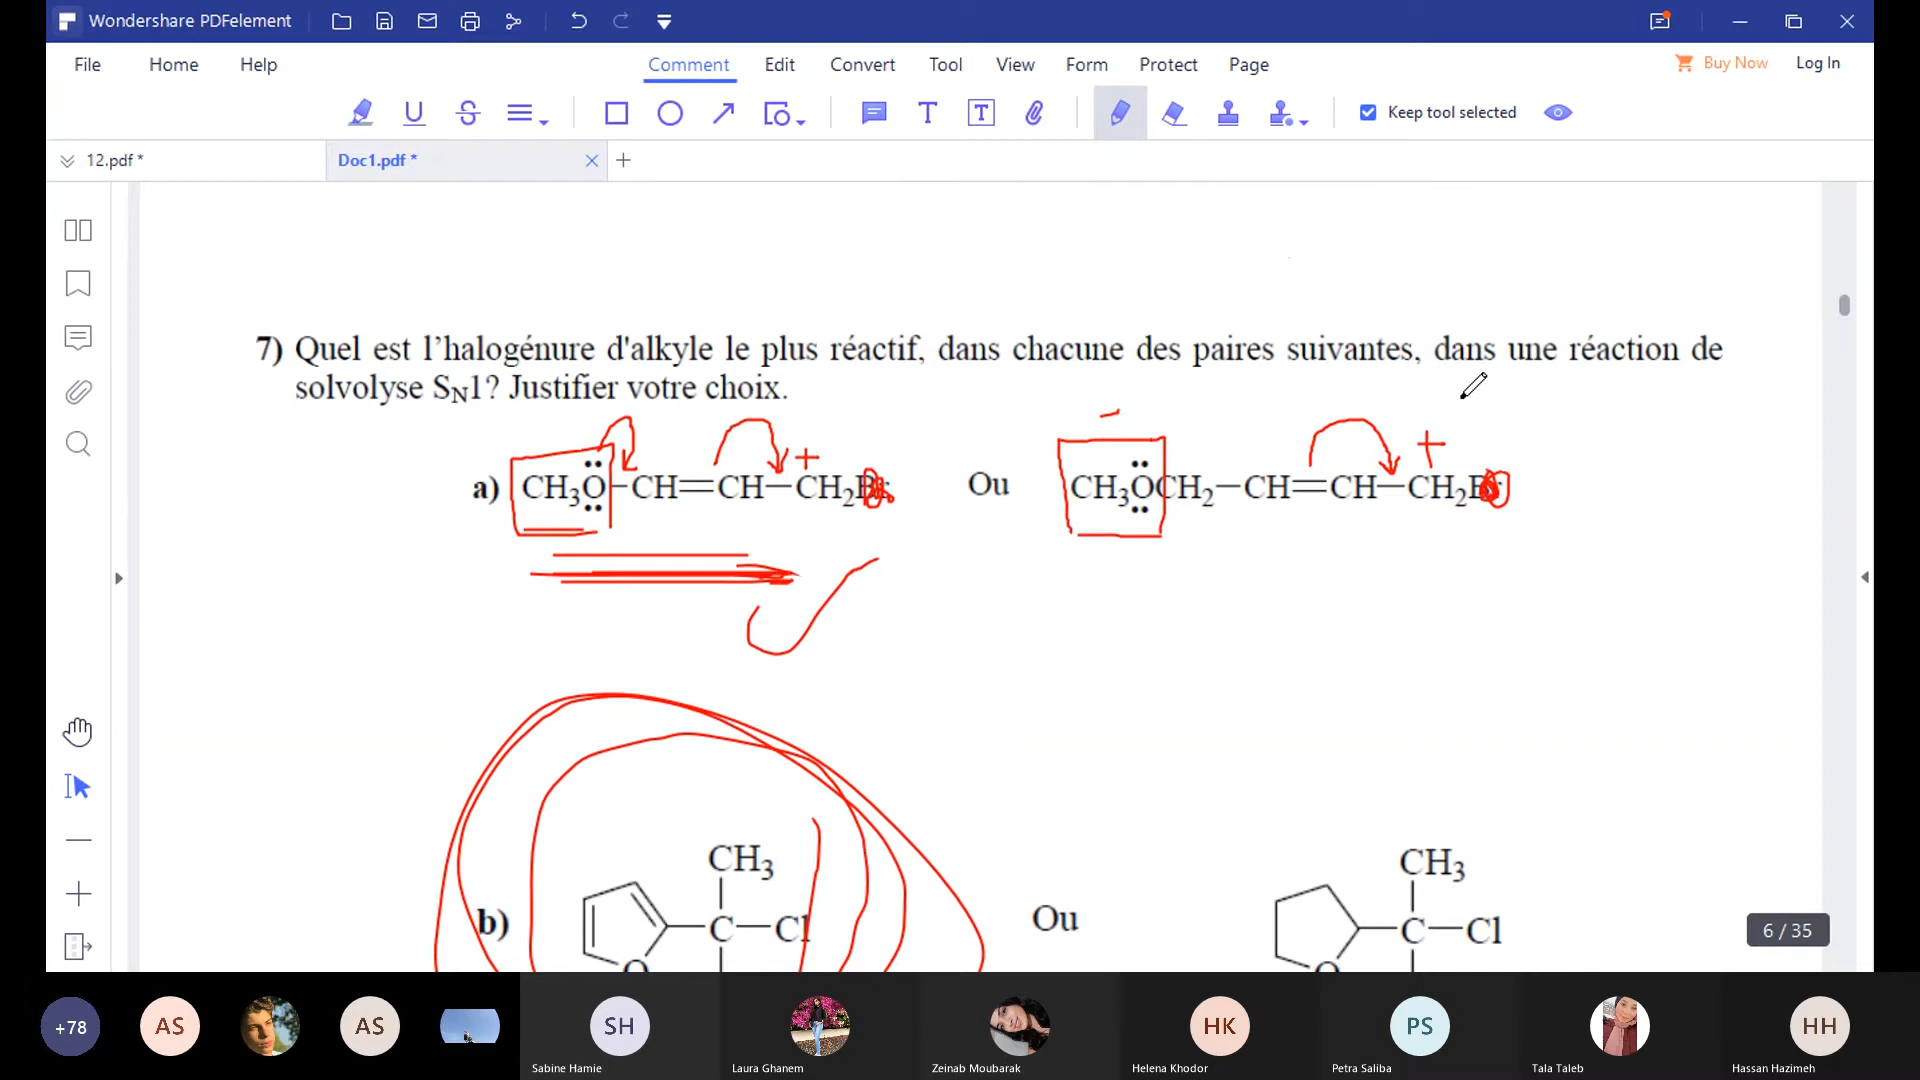 Wondershare PDFelement
File Home Help Comment Edit Convert Tool View Form Protect Page Buy Now Log In
Keep tool selected
12.pdf * Doc1.pdf *
7) Quel est l’halogénure d'alkyle le plus réactif, dans chacune des paires suivantes, dans une réaction de
solvolyse SN1? Justifier votre choix.
a) CH3O–CH=CH–CH2Br Ou CH3OCH2–CH=CH–CH2Br
+ +
CH3 CH3
b) C–Cl Ou C–Cl
O O
6 / 35
+78 AS AS SH HK PS HH
Sabine Hamie Laura Ghanem Zeinab Moubarak Helena Khodor Petra Saliba Tala Taleb Hassan Hazimeh